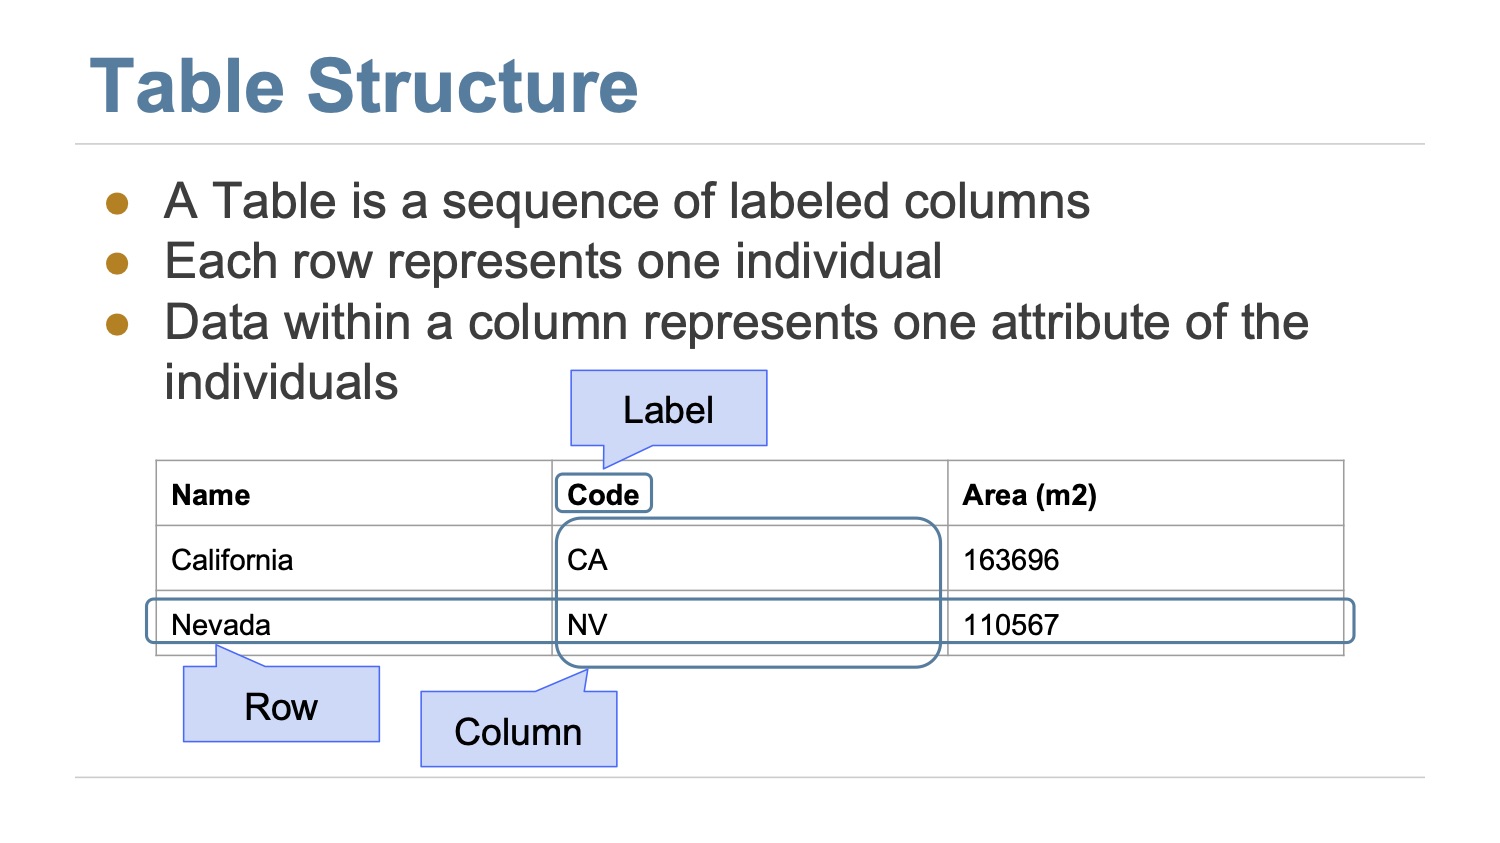 Table Structure
● A Table is a sequence of labeled columns
● Each row represents one individual
● Data within a column represents one attribute of the
individuals
Label
Name Code Area (m2)
California CA 163696
Nevada NV 110567
Row
Column